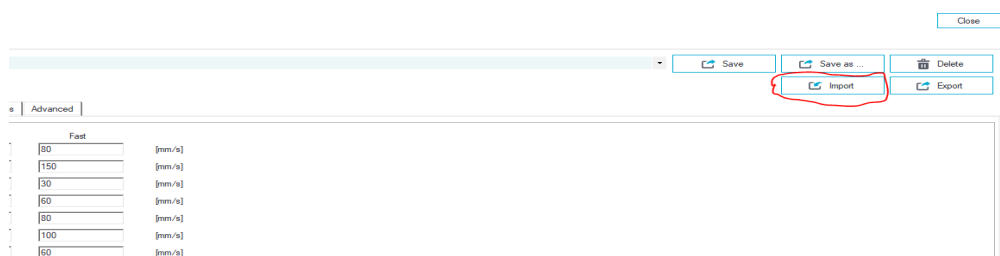 Close
Save Save as ... Delete
Import Export
s Advanced
Fast
80 [mm/s]
150 [mm/s]
30 [mm/s]
60 [mm/s]
80 [mm/s]
100 [mm/s]
60 [mm/s]